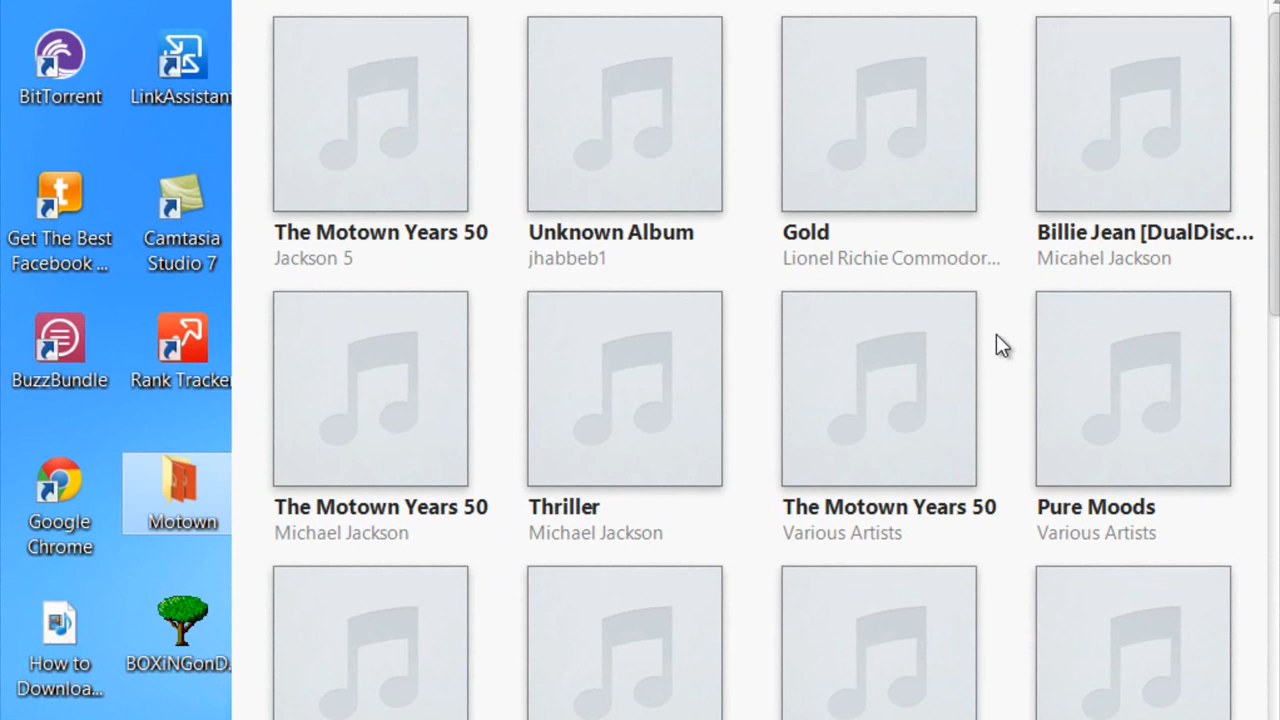 BitTorrent
LinkAssistant
Get The Best
Facebook ...
Camtasia
Studio 7
BuzzBundle
Rank Tracker
Google
Chrome
Motown
How to
Downloa...
BOXiNGonD.
The Motown Years 50
Jackson 5
Unknown Album
jhabbeb1
Gold
Lionel Richie Commodor...
Billie Jean [DualDisc...
Micahel Jackson
The Motown Years 50
Michael Jackson
Thriller
Michael Jackson
The Motown Years 50
Various Artists
Pure Moods
Various Artists